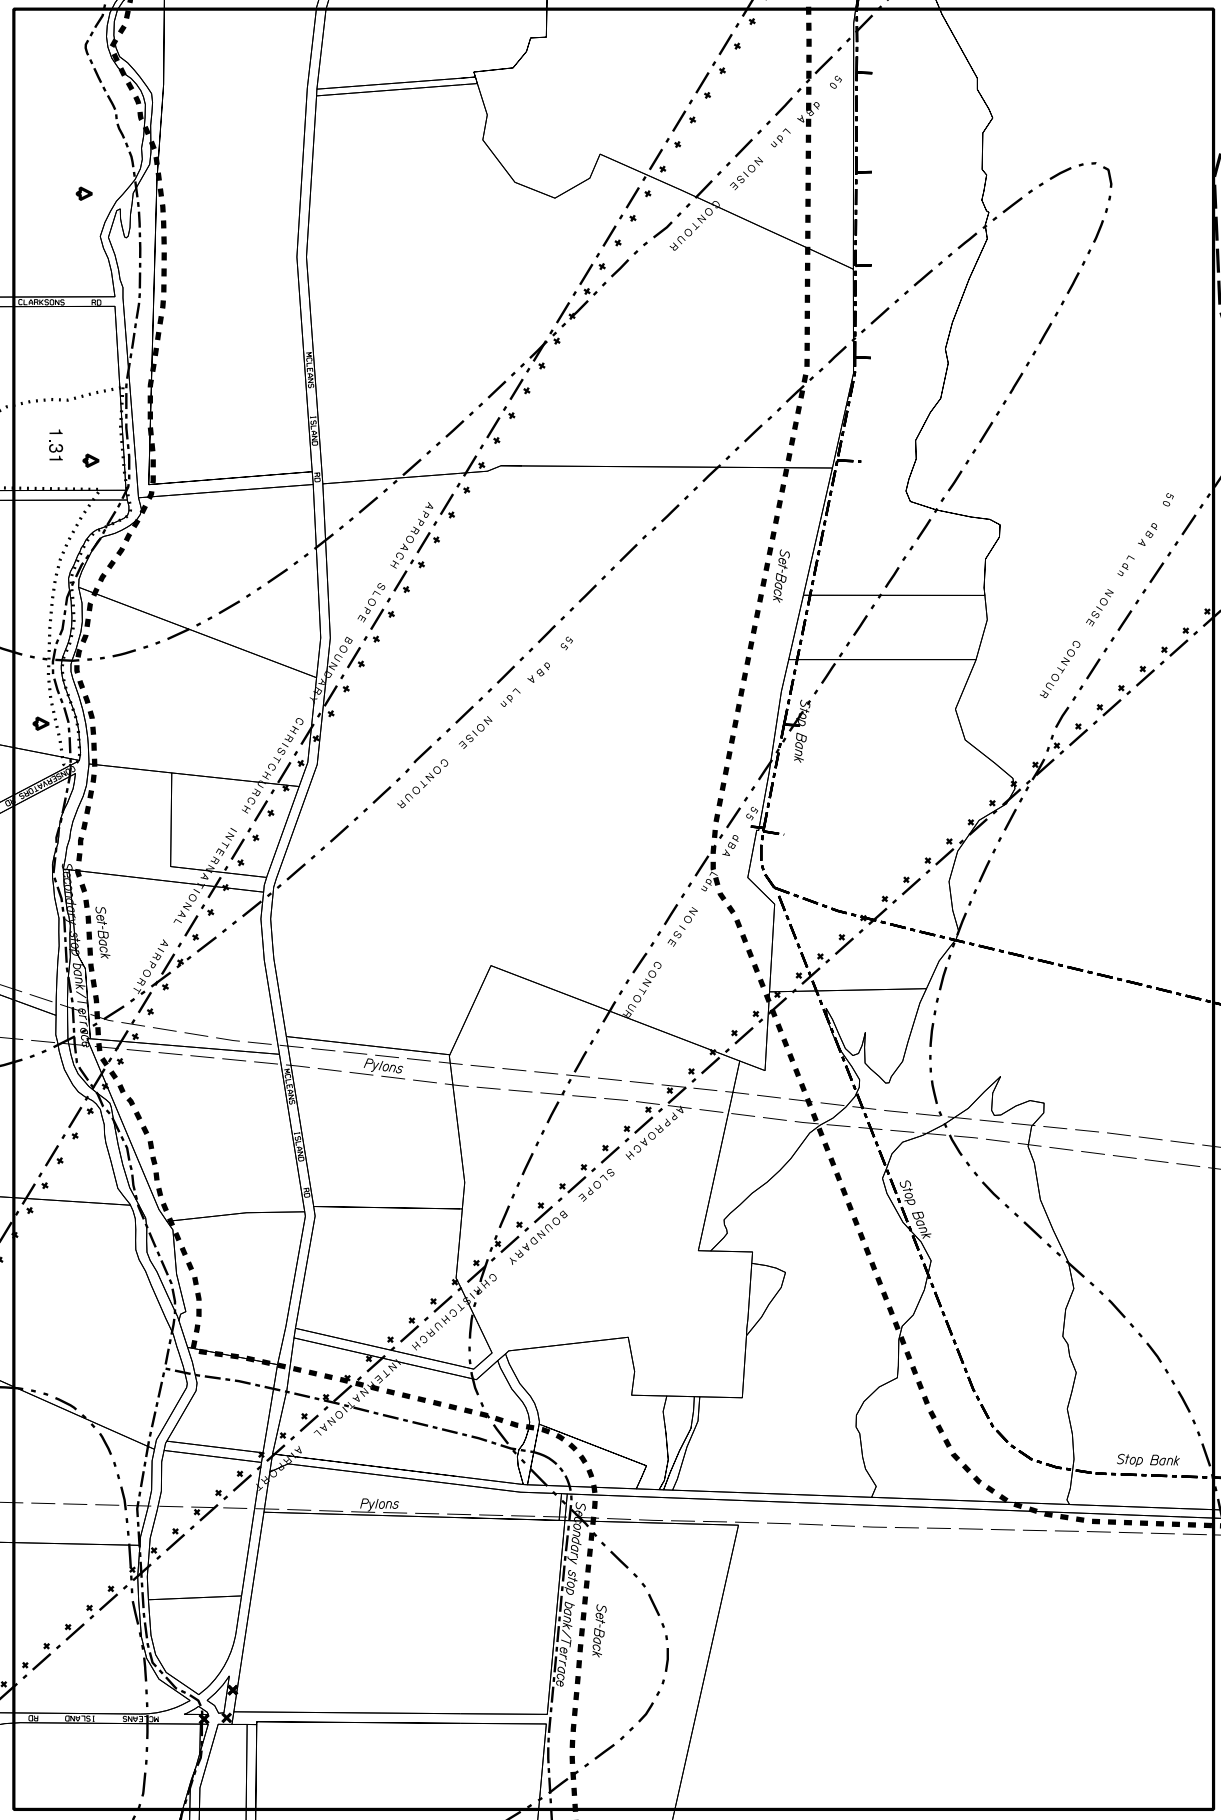 50 dBA Ldn NOISE CONTOUR
CLARKSONS RD
MCLEANS ISLAND RD
1.31
50 dBA Ldn NOISE CONTOUR
APPROACH SLOPE BOUNDARY CHRISTCHURCH INTERNATIONAL AIRPORT
Set-Back
55 dBA Ldn NOISE CONTOUR
Stop Bank
CONSERVATORS RD
55 dBA Ldn NOISE CONTOUR
Secondary stop bank/Terrace
Set-Back
Pylons
MCLEANS ISLAND RD
APPROACH SLOPE BOUNDARY CHRISTCHURCH INTERNATIONAL AIRPORT
Stop Bank
Stop Bank
Pylons
Secondary stop bank/Terrace
Set-Back
MCLEANS ISLAND RD